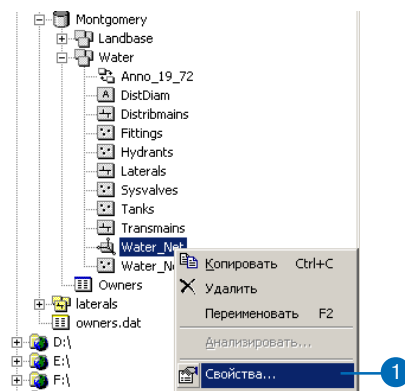 Montgomery
Landbase
Water
Anno_19_72
A DistDiam
Distribmains
Fittings
Hydrants
Laterals
Sysvalves
Tanks
Transmains
Water_Net
Water_Ne
Копировать Ctrl+C
Удалить
Переименовать F2
Анализировать...
Свойства...
1
Owners
laterals
owners.dat
D:\
E:\
F:\